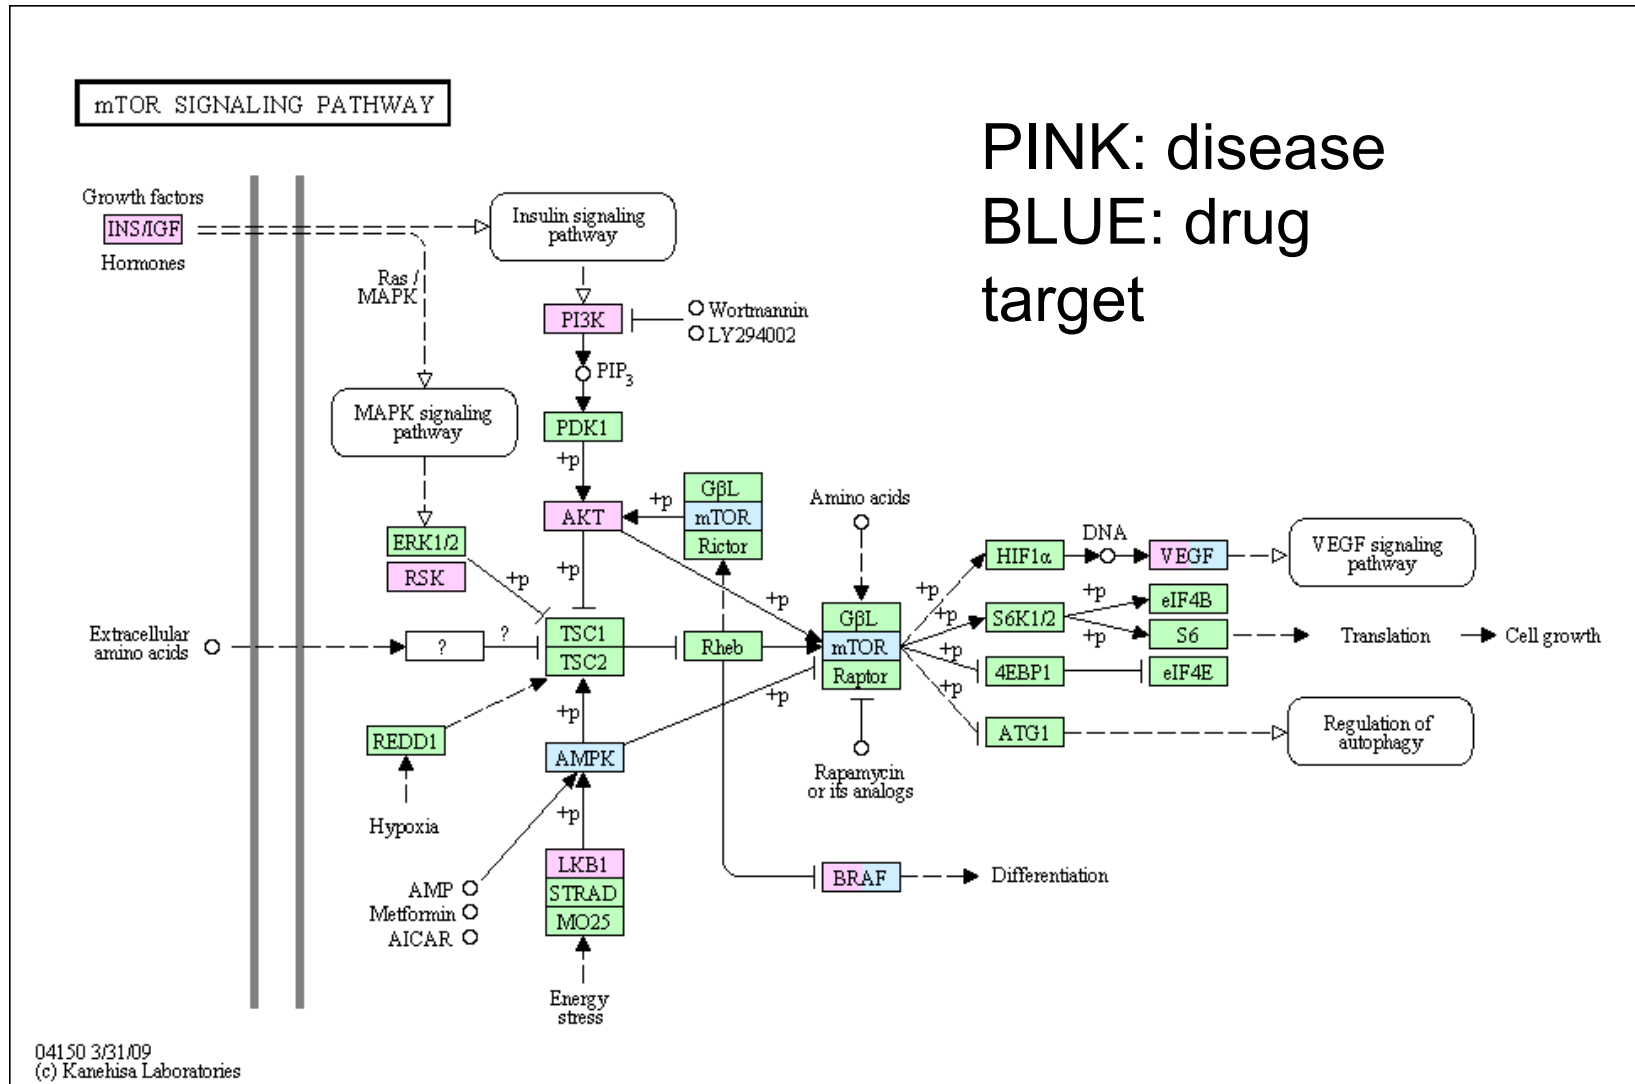 mTOR SIGNALING PATHWAY
PINK: disease
BLUE: drug
target
Growth factors
INS/IGF
Hormones
Insulin signaling
pathway
Ras /
MAPK
PI3K
Wortmannin
LY294002
PIP3
MAPK signaling
pathway
PDK1
+p
GβL
mTOR
Rictor
+p
AKT
Amino acids
ERK1/2
RSK
+p
+p
+p
HIF1α
DNA
VEGF
VEGF signaling
pathway
+p
+p
S6K1/2
+p
eIF4B
+p
S6
Translation
Cell growth
Extracellular
amino acids
?
?
TSC1
TSC2
Rheb
GβL
mTOR
Raptor
+p
4EBP1
eIF4E
+p
+p
+p
REDD1
AMPK
ATG1
Regulation of
autophagy
Hypoxia
Rapamycin
or its analogs
+p
LKB1
STRAD
MO25
AMP
Metformin
AICAR
BRAF
Differentiation
Energy
stress
04150 3/31/09
(c) Kanehisa Laboratories